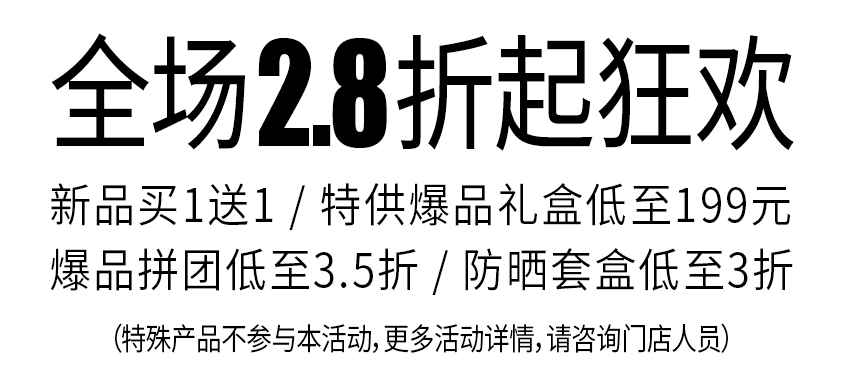 全场2.8折起狂欢
新品买1送1 / 特供爆品礼盒低至199元
爆品拼团低至3.5折 / 防晒套盒低至3折
(特殊产品不参与本活动,更多活动详情,请咨询门店人员)